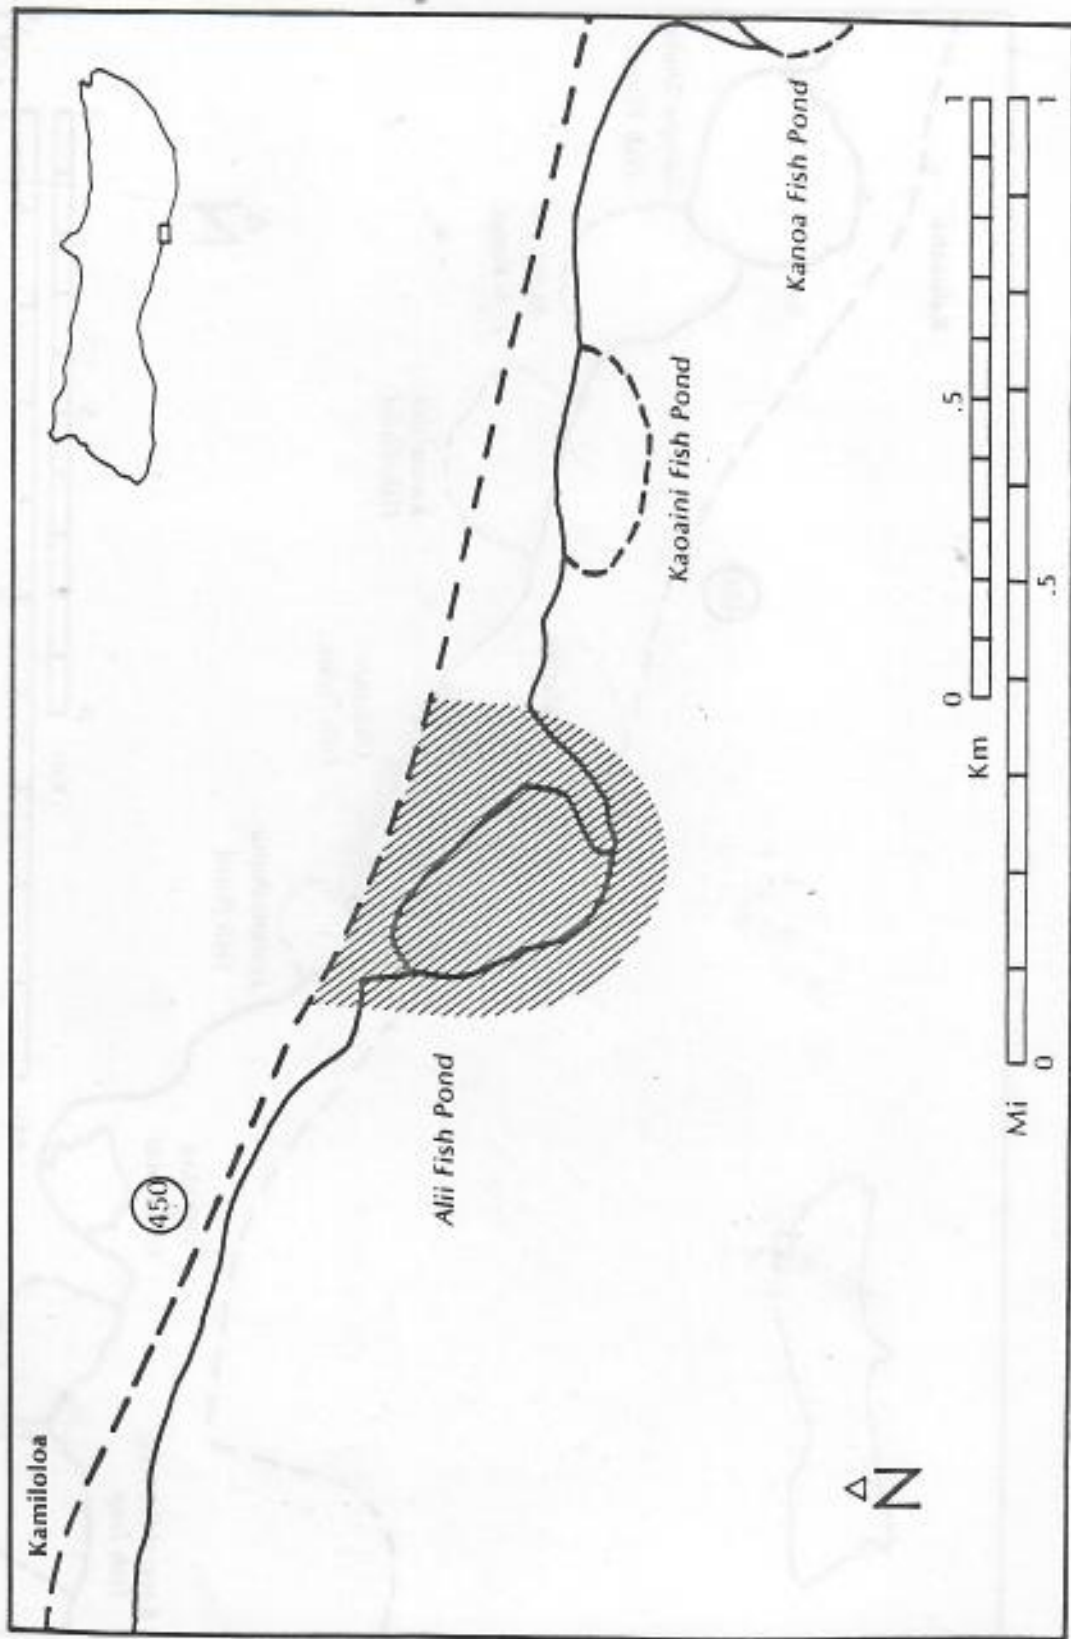 Kamiloloa
450
Alii Fish Pond
Kaoaini Fish Pond
Kanoa Fish Pond
N
Km
0 .5 1
Mi
0 .5 1